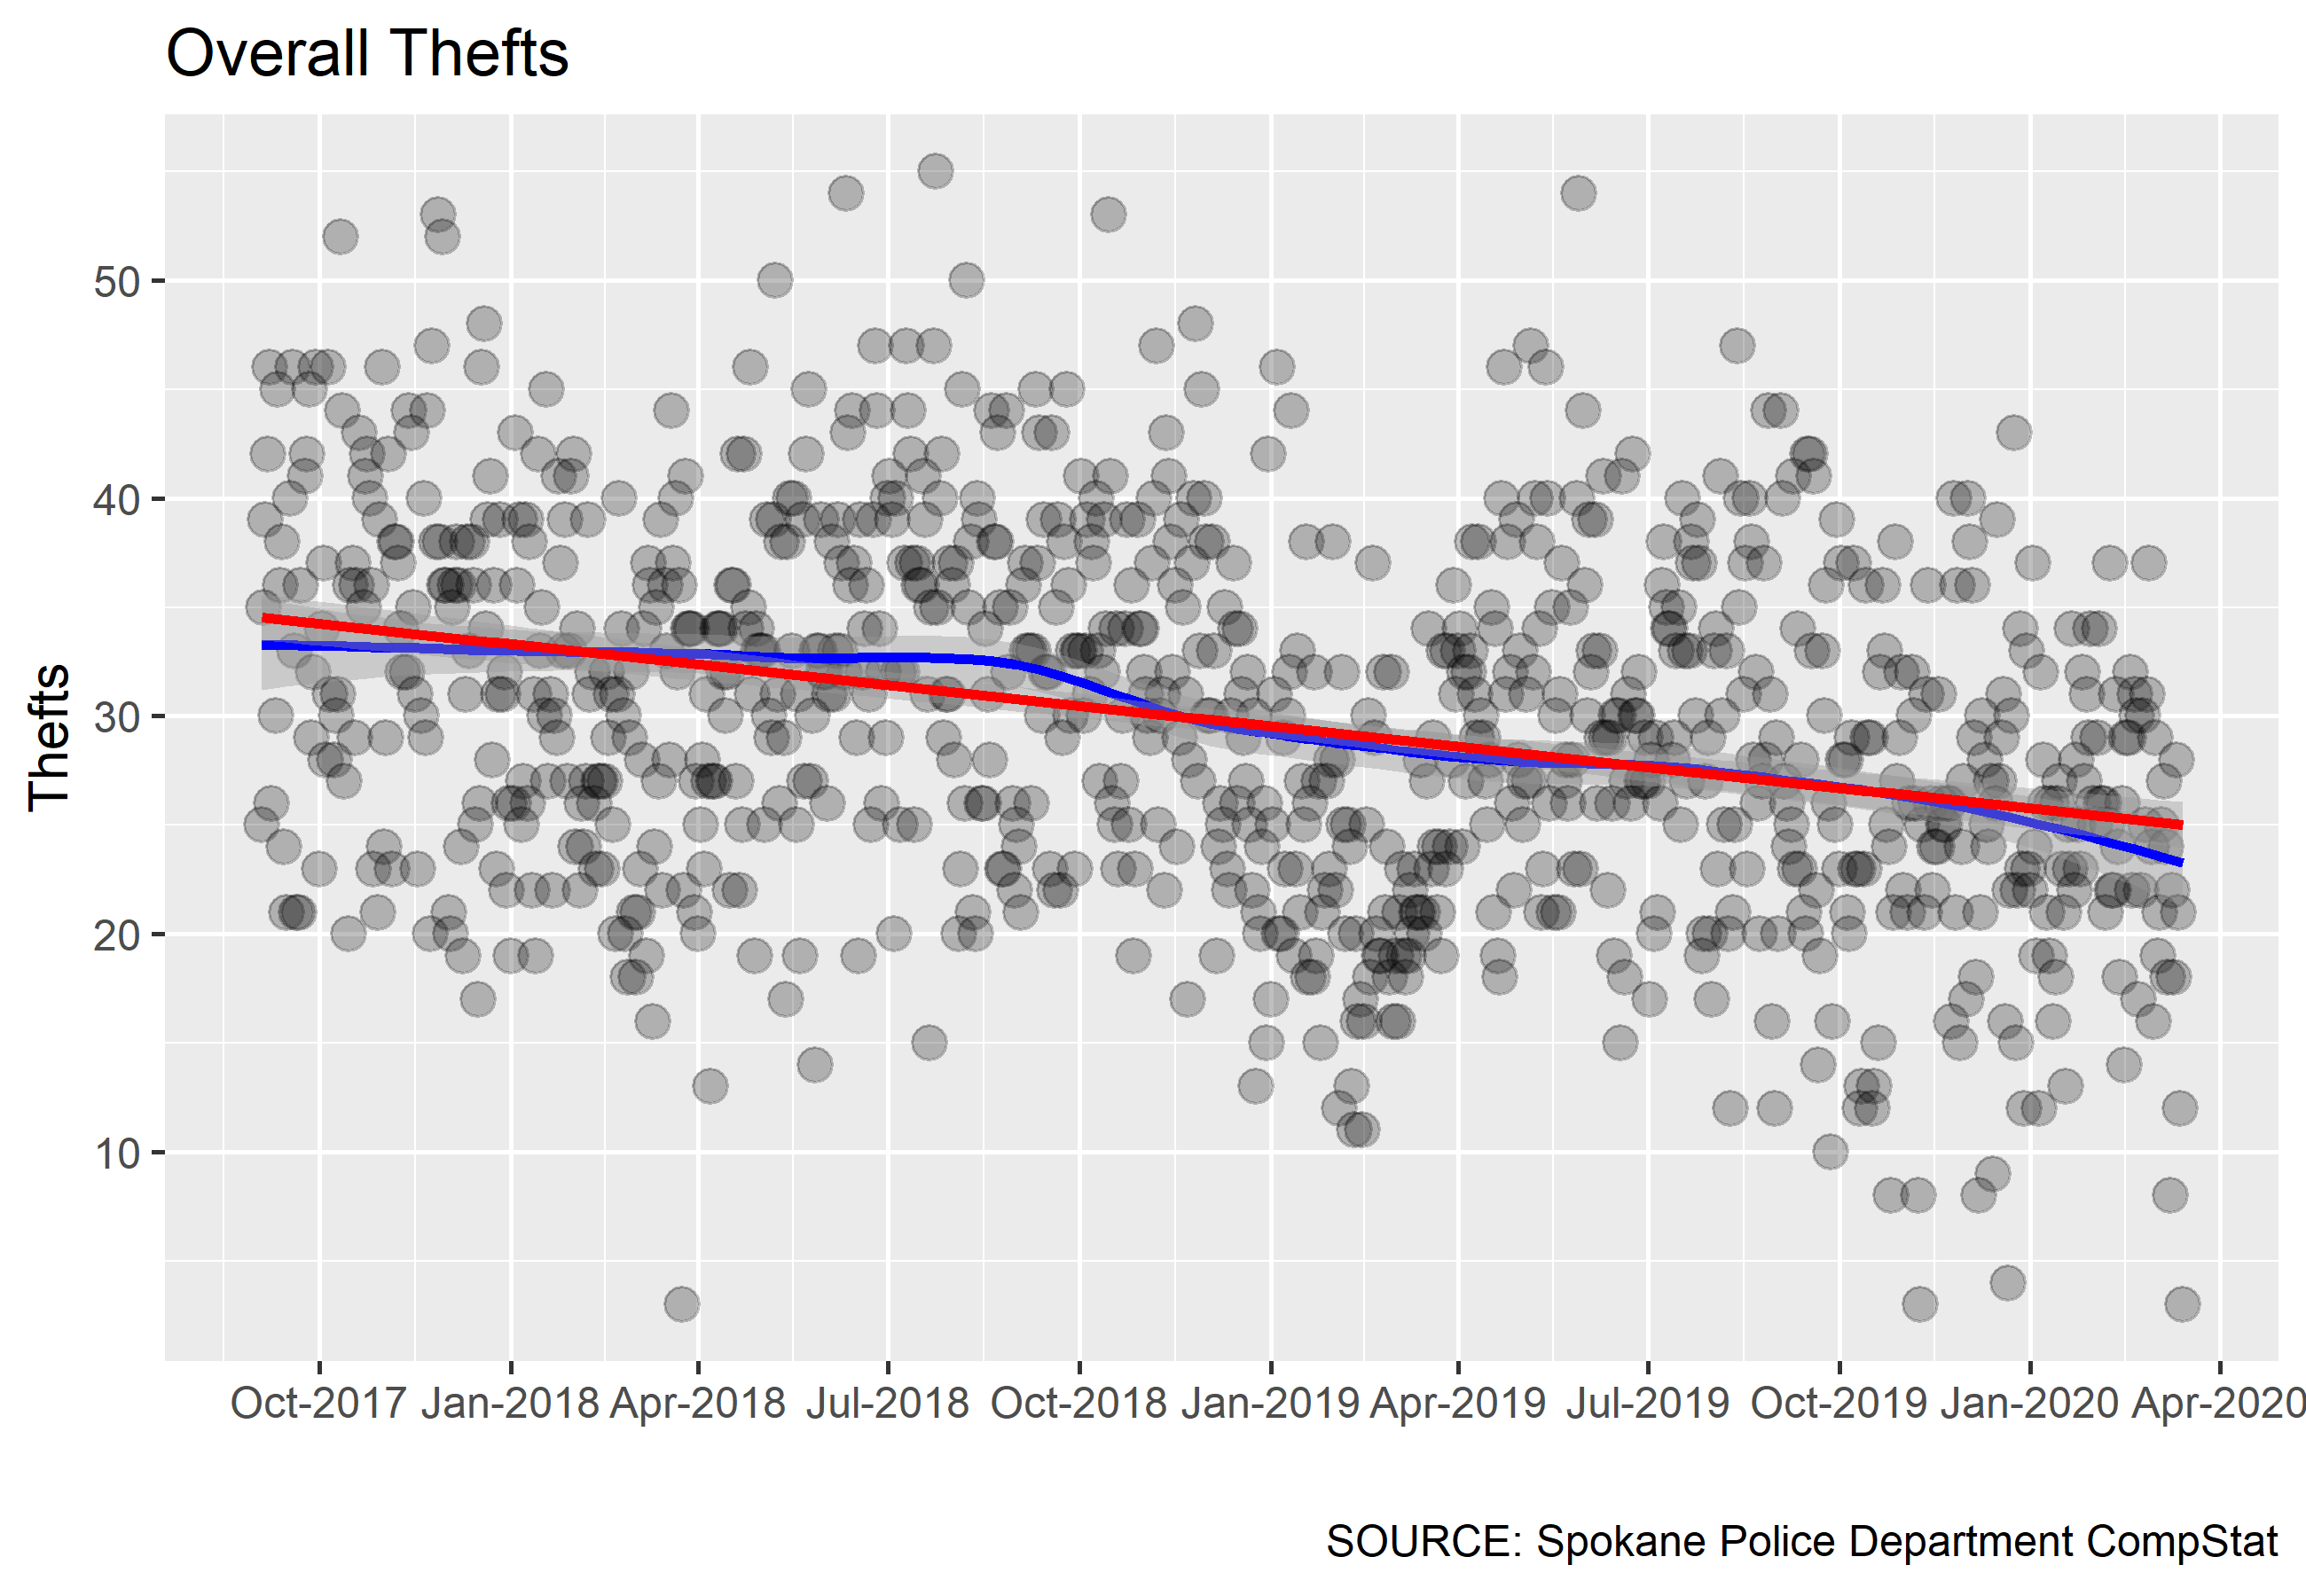 Overall Thefts
Thefts
50
40
30
20
10
Oct-2017 Jan-2018 Apr-2018 Jul-2018 Oct-2018 Jan-2019 Apr-2019 Jul-2019 Oct-2019 Jan-2020 Apr-2020
SOURCE: Spokane Police Department CompStat